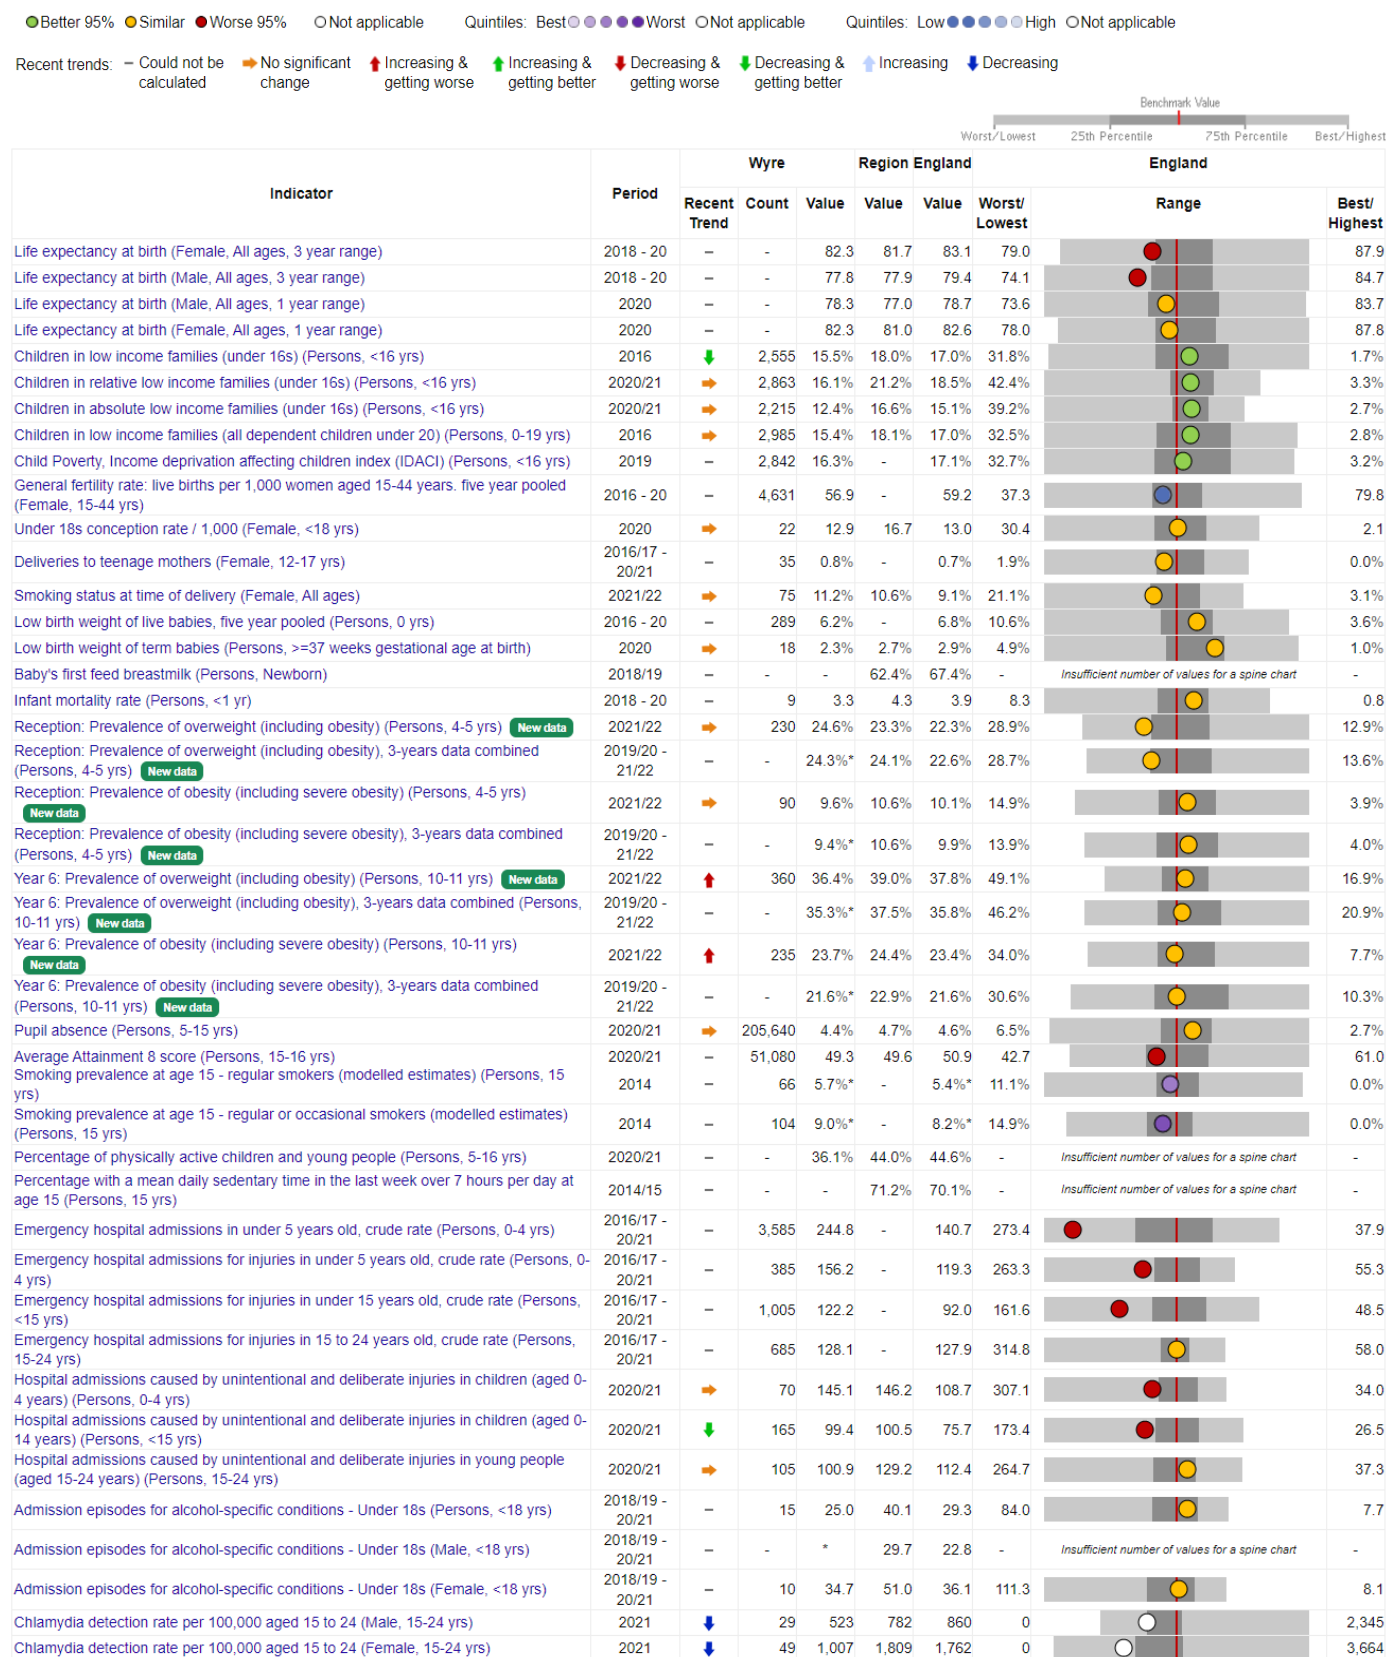 Better 95% Similar Worse 95% Not applicable Quintiles: Best Worst Not applicable Quintiles: Low High Not applicable
Recent trends: – Could not be calculated No significant change Increasing & getting worse Increasing & getting better Decreasing & getting worse Decreasing & getting better Increasing Decreasing
Benchmark Value
Worst/Lowest 25th Percentile 75th Percentile Best/Highest
Wyre Region England England
Indicator Period Recent Trend Count Value Value Value Worst/ Lowest Range Best/ Highest
Life expectancy at birth (Female, All ages, 3 year range) 2018 - 20 – - 82.3 81.7 83.1 79.0 87.9
Life expectancy at birth (Male, All ages, 3 year range) 2018 - 20 – - 77.8 77.9 79.4 74.1 84.7
Life expectancy at birth (Male, All ages, 1 year range) 2020 – - 78.3 77.0 78.7 73.6 83.7
Life expectancy at birth (Female, All ages, 1 year range) 2020 – - 82.3 81.0 82.6 78.0 87.8
Children in low income families (under 16s) (Persons, <16 yrs) 2016 2,555 15.5% 18.0% 17.0% 31.8% 1.7%
Children in relative low income families (under 16s) (Persons, <16 yrs) 2020/21 2,863 16.1% 21.2% 18.5% 42.4% 3.3%
Children in absolute low income families (under 16s) (Persons, <16 yrs) 2020/21 2,215 12.4% 16.6% 15.1% 39.2% 2.7%
Children in low income families (all dependent children under 20) (Persons, 0-19 yrs) 2016 2,985 15.4% 18.1% 17.0% 32.5% 2.8%
Child Poverty, Income deprivation affecting children index (IDACI) (Persons, <16 yrs) 2019 – 2,842 16.3% - 17.1% 32.7% 3.2%
General fertility rate: live births per 1,000 women aged 15-44 years. five year pooled
(Female, 15-44 yrs) 2016 - 20 – 4,631 56.9 - 59.2 37.3 79.8
Under 18s conception rate / 1,000 (Female, <18 yrs) 2020 22 12.9 16.7 13.0 30.4 2.1
Deliveries to teenage mothers (Female, 12-17 yrs) 2016/17 - 20/21 – 35 0.8% - 0.7% 1.9% 0.0%
Smoking status at time of delivery (Female, All ages) 2021/22 75 11.2% 10.6% 9.1% 21.1% 3.1%
Low birth weight of live babies, five year pooled (Persons, 0 yrs) 2016 - 20 – 289 6.2% - 6.8% 10.6% 3.6%
Low birth weight of term babies (Persons, >=37 weeks gestational age at birth) 2020 18 2.3% 2.7% 2.9% 4.9% 1.0%
Baby's first feed breastmilk (Persons, Newborn) 2018/19 – - - 62.4% 67.4% - Insufficient number of values for a spine chart -
Infant mortality rate (Persons, <1 yr) 2018 - 20 – 9 3.3 4.3 3.9 8.3 0.8
Reception: Prevalence of overweight (including obesity) (Persons, 4-5 yrs) New data 2021/22 230 24.6% 23.3% 22.3% 28.9% 12.9%
Reception: Prevalence of overweight (including obesity), 3-years data combined
(Persons, 4-5 yrs) New data 2019/20 - 21/22 – - 24.3%* 24.1% 22.6% 28.7% 13.6%
Reception: Prevalence of obesity (including severe obesity) (Persons, 4-5 yrs)
New data 2021/22 90 9.6% 10.6% 10.1% 14.9% 3.9%
Reception: Prevalence of obesity (including severe obesity), 3-years data combined
(Persons, 4-5 yrs) New data 2019/20 - 21/22 – - 9.4%* 10.6% 9.9% 13.9% 4.0%
Year 6: Prevalence of overweight (including obesity) (Persons, 10-11 yrs) New data 2021/22 360 36.4% 39.0% 37.8% 49.1% 16.9%
Year 6: Prevalence of overweight (including obesity), 3-years data combined (Persons,
10-11 yrs) New data 2019/20 - 21/22 – - 35.3%* 37.5% 35.8% 46.2% 20.9%
Year 6: Prevalence of obesity (including severe obesity) (Persons, 10-11 yrs)
New data 2021/22 235 23.7% 24.4% 23.4% 34.0% 7.7%
Year 6: Prevalence of obesity (including severe obesity), 3-years data combined
(Persons, 10-11 yrs) New data 2019/20 - 21/22 – - 21.6%* 22.9% 21.6% 30.6% 10.3%
Pupil absence (Persons, 5-15 yrs) 2020/21 205,640 4.4% 4.7% 4.6% 6.5% 2.7%
Average Attainment 8 score (Persons, 15-16 yrs) 2020/21 – 51,080 49.3 49.6 50.9 42.7 61.0
Smoking prevalence at age 15 - regular smokers (modelled estimates) (Persons, 15
yrs) 2014 – 66 5.7%* - 5.4%* 11.1% 0.0%
Smoking prevalence at age 15 - regular or occasional smokers (modelled estimates)
(Persons, 15 yrs) 2014 – 104 9.0%* - 8.2%* 14.9% 0.0%
Percentage of physically active children and young people (Persons, 5-16 yrs) 2020/21 – - 36.1% 44.0% 44.6% - Insufficient number of values for a spine chart -
Percentage with a mean daily sedentary time in the last week over 7 hours per day at
age 15 (Persons, 15 yrs) 2014/15 – - - 71.2% 70.1% - Insufficient number of values for a spine chart -
Emergency hospital admissions in under 5 years old, crude rate (Persons, 0-4 yrs) 2016/17 - 20/21 – 3,585 244.8 - 140.7 273.4 37.9
Emergency hospital admissions for injuries in under 5 years old, crude rate (Persons, 0-
4 yrs) 2016/17 - 20/21 – 385 156.2 - 119.3 263.3 55.3
Emergency hospital admissions for injuries in under 15 years old, crude rate (Persons,
<15 yrs) 2016/17 - 20/21 – 1,005 122.2 - 92.0 161.6 48.5
Emergency hospital admissions for injuries in 15 to 24 years old, crude rate (Persons,
15-24 yrs) 2016/17 - 20/21 – 685 128.1 - 127.9 314.8 58.0
Hospital admissions caused by unintentional and deliberate injuries in children (aged 0-
4 years) (Persons, 0-4 yrs) 2020/21 70 145.1 146.2 108.7 307.1 34.0
Hospital admissions caused by unintentional and deliberate injuries in children (aged 0-
14 years) (Persons, <15 yrs) 2020/21 165 99.4 100.5 75.7 173.4 26.5
Hospital admissions caused by unintentional and deliberate injuries in young people
(aged 15-24 years) (Persons, 15-24 yrs) 2020/21 105 100.9 129.2 112.4 264.7 37.3
Admission episodes for alcohol-specific conditions - Under 18s (Persons, <18 yrs) 2018/19 - 20/21 – 15 25.0 40.1 29.3 84.0 7.7
Admission episodes for alcohol-specific conditions - Under 18s (Male, <18 yrs) 2018/19 - 20/21 – - * 29.7 22.8 - Insufficient number of values for a spine chart -
Admission episodes for alcohol-specific conditions - Under 18s (Female, <18 yrs) 2018/19 - 20/21 – 10 34.7 51.0 36.1 111.3 8.1
Chlamydia detection rate per 100,000 aged 15 to 24 (Male, 15-24 yrs) 2021 29 523 782 860 0 2,345
Chlamydia detection rate per 100,000 aged 15 to 24 (Female, 15-24 yrs) 2021 49 1,007 1,809 1,762 0 3,664